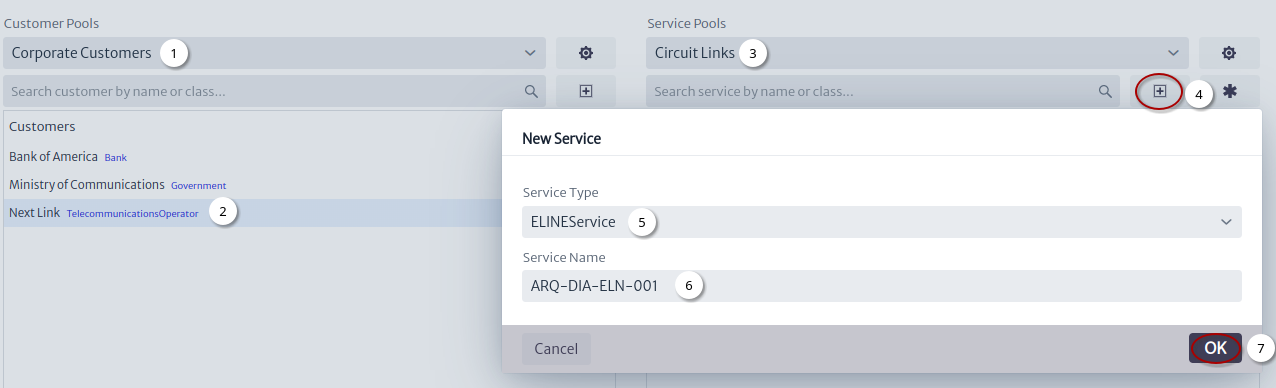 Customer Pools
Service Pools
Corporate Customers 1
Circuit Links 3
Search customer by name or class...
Search service by name or class...
4
Customers
Bank of America Bank
Ministry of Communications Government
Next Link TelecommunicationsOperator 2
New Service
Service Type
ELINEService 5
Service Name
ARQ-DIA-ELN-001 6
Cancel
OK 7